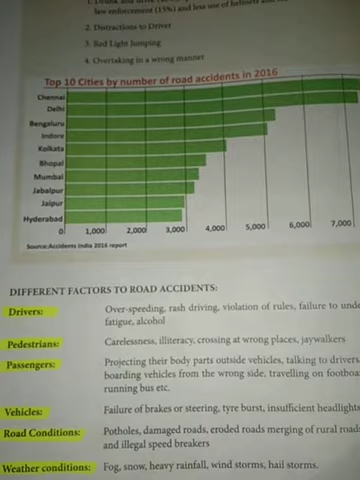 law enforcement (15%) and less use of helmets and
2. Distractions to Driver
3. Red Light Jumping
4. Overtaking in a wrong manner
Top 10 Cities by number of road accidents in 2016
Chennai
Delhi
Bengaluru
Indore
Kolkata
Bhopal
Mumbai
Jabalpur
Jaipur
Hyderabad
0 1,000 2,000 3,000 4,000 5,000 6,000 7,000
Source:Accidents India 2016 report
DIFFERENT FACTORS TO ROAD ACCIDENTS:
Drivers: Over-speeding, rash driving, violation of rules, failure to unde
fatigue, alcohol
Pedestrians: Carelessness, illiteracy, crossing at wrong places, jaywalkers
Passengers: Projecting their body parts outside vehicles, talking to drivers
boarding vehicles from the wrong side, travelling on footboa
running bus etc.
Vehicles: Failure of brakes or steering, tyre burst, insufficient headlights
Road Conditions: Potholes, damaged roads, eroded roads merging of rural road
and illegal speed breakers
Weather conditions: Fog, snow, heavy rainfall, wind storms, hail storms.